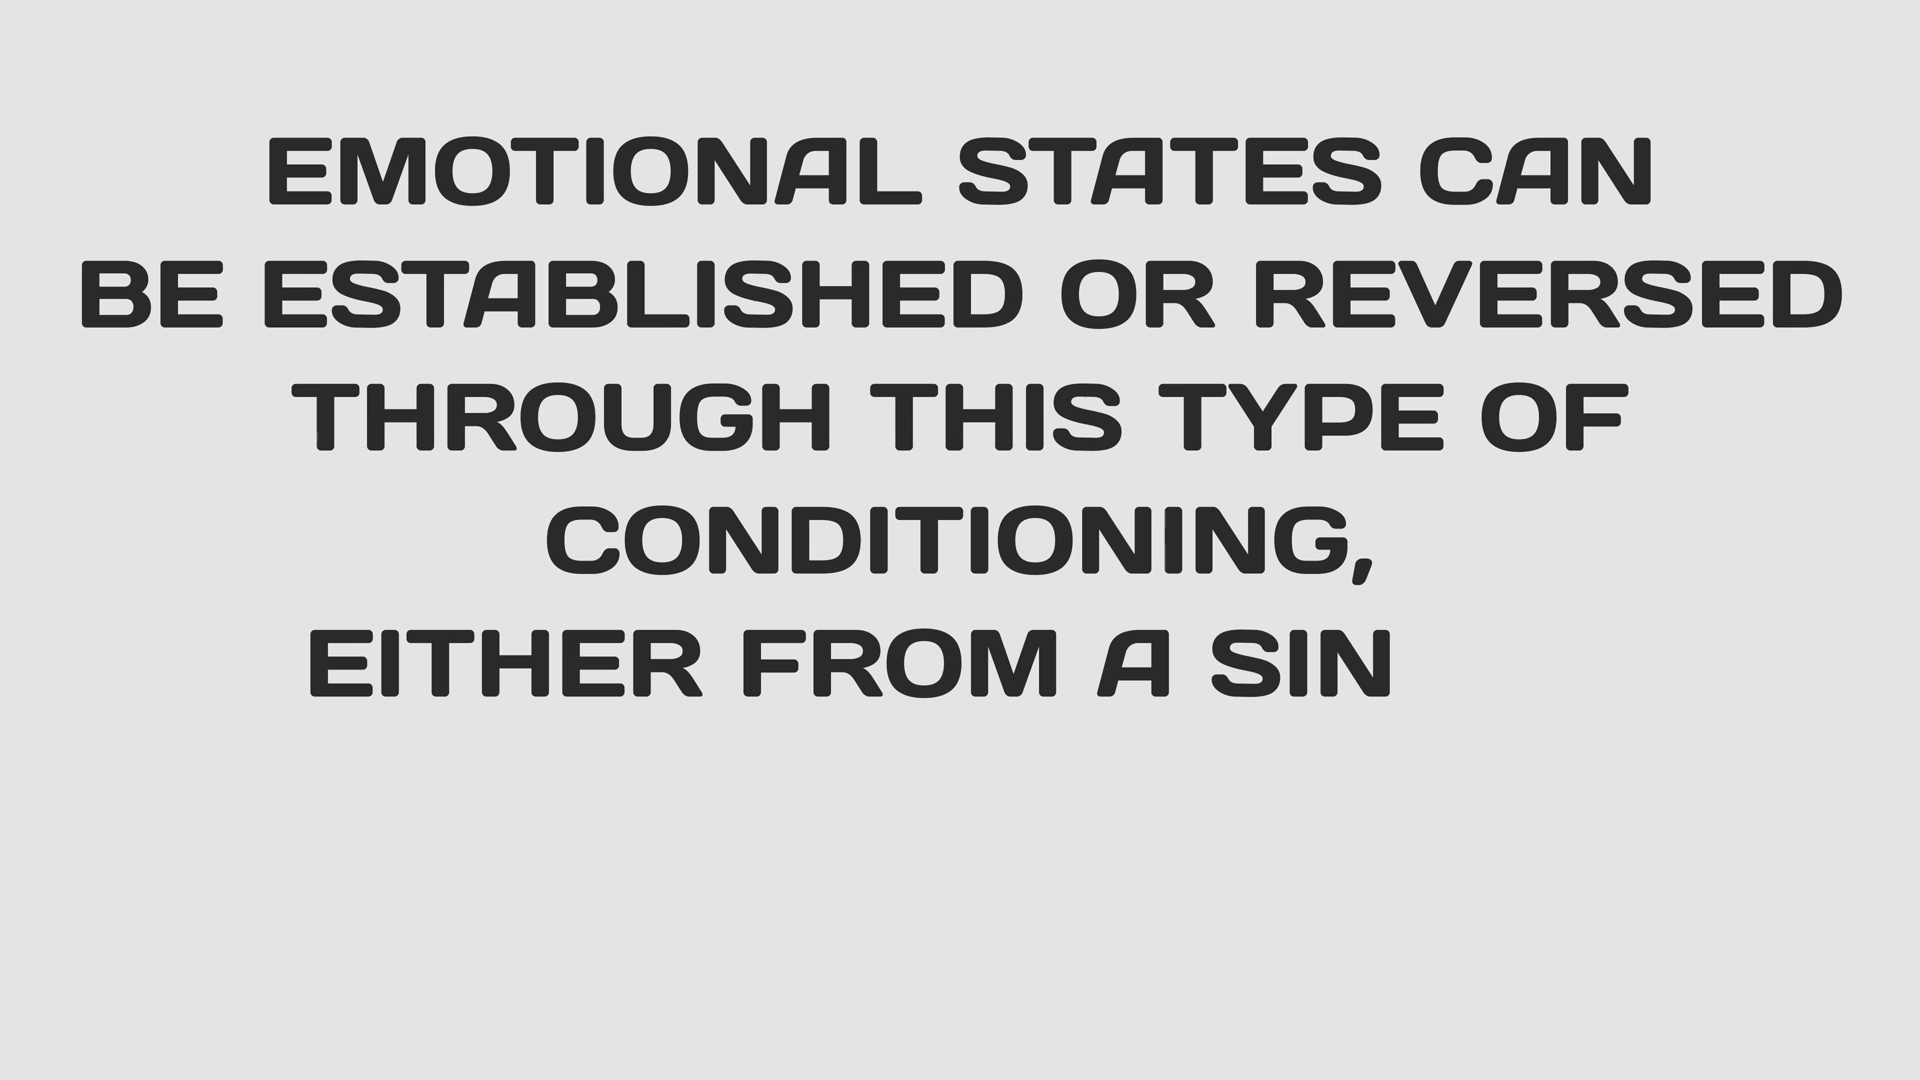 EMOTIONAL STATES CAN
BE ESTABLISHED OR REVERSED
THROUGH THIS TYPE OF
CONDITIONING,
EITHER FROM A SIN